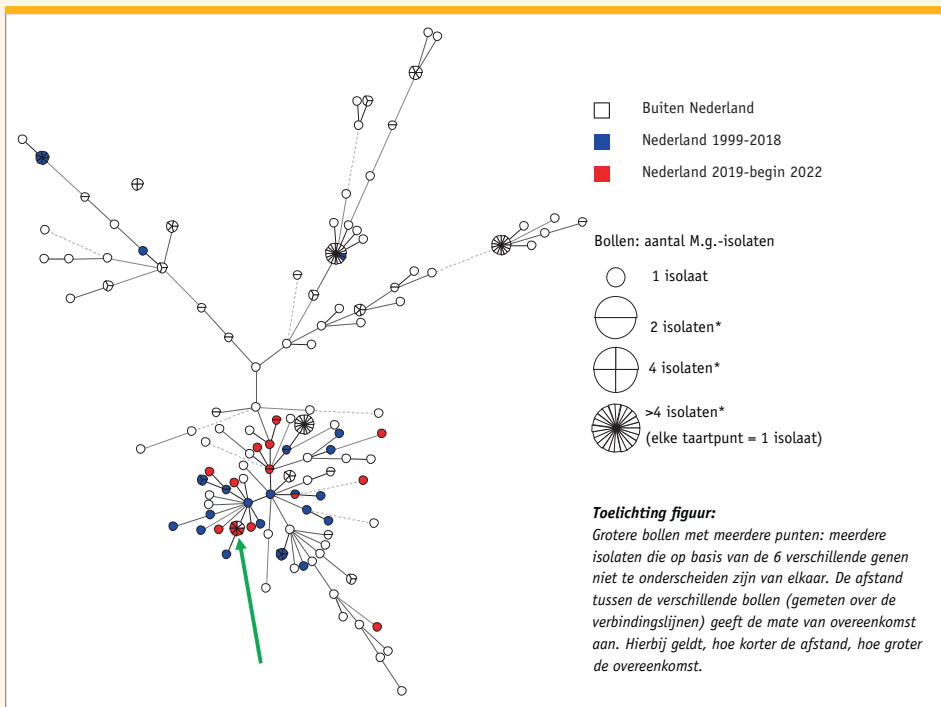 Buiten Nederland
Nederland 1999-2018
Nederland 2019-begin 2022
Bollen: aantal M.g.-isolaten
1 isolaat
2 isolaten*
4 isolaten*
>4 isolaten*
(elke taartpunt = 1 isolaat)
Toelichting figuur:
Grotere bollen met meerdere punten: meerdere
isolaten die op basis van de 6 verschillende genen
niet te onderscheiden zijn van elkaar. De afstand
tussen de verschillende bollen (gemeten over de
verbindingslijnen) geeft de mate van overeenkomst
aan. Hierbij geldt, hoe korter de afstand, hoe groter
de overeenkomst.